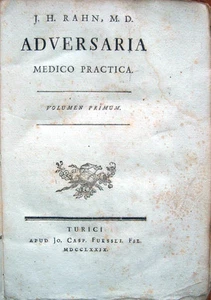 J. H. RAHN, M. D.
ADVERSARIA
MEDICO PRACTICA.
VOLUMEN PRIMUM.
TURICI
APUD JO. CASP. FUESSLI. FIL.
MDCCLXXIX.